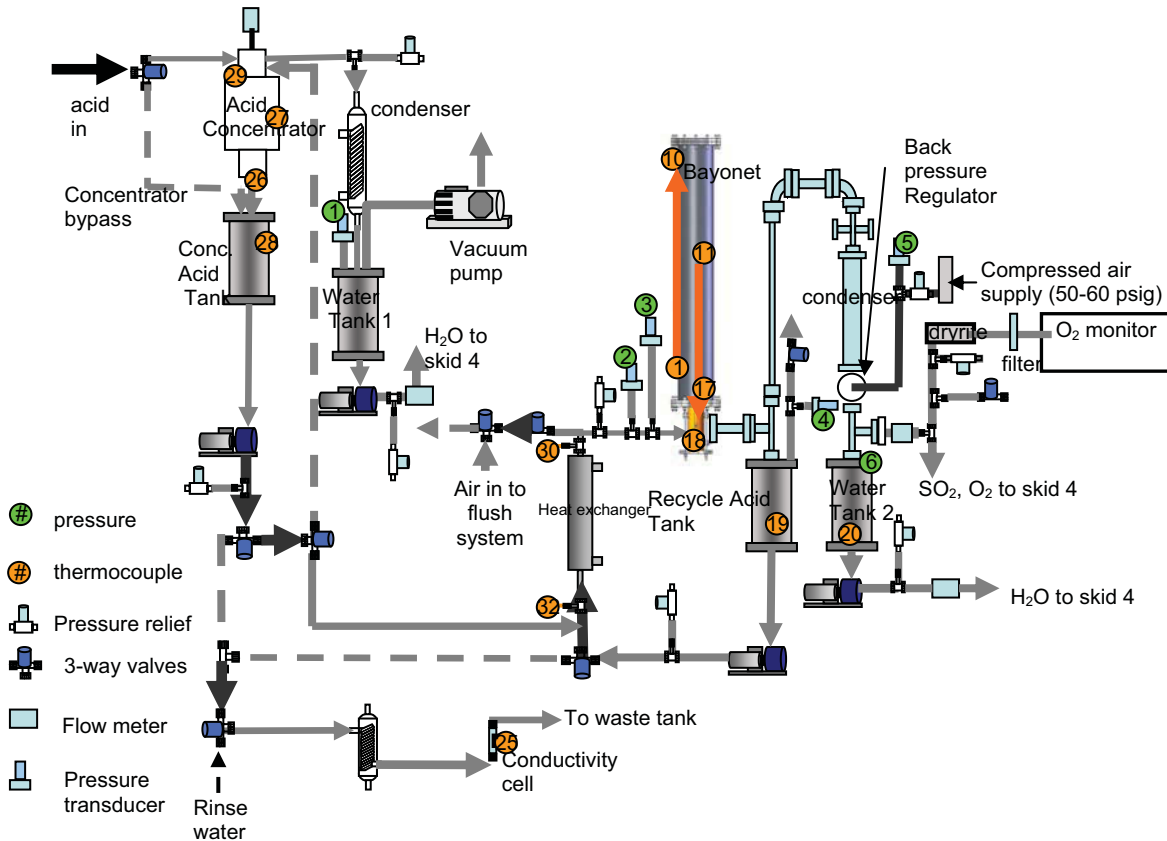 29
acid
in
Acid
Concentrator
27
condenser
26
Concentrator
bypass
28
Conc.
Acid
Tank
1
Water
Tank 1
Vacuum
pump
H2O to
skid 4
10
Bayonet
11
1
17
18
Back
pressure
Regulator
5
condenser
Compressed air
supply (50-60 psig)
dryrite
filter
O2 monitor
3
2
4
6
SO2, O2 to skid 4
30
Air in to
flush
system
Heat exchanger
Recycle Acid
Tank
19
Water
Tank 2
20
H2O to skid 4
32
# pressure
# thermocouple
Pressure relief
3-way valves
Flow meter
Pressure
transducer
Rinse
water
To waste tank
25
Conductivity
cell